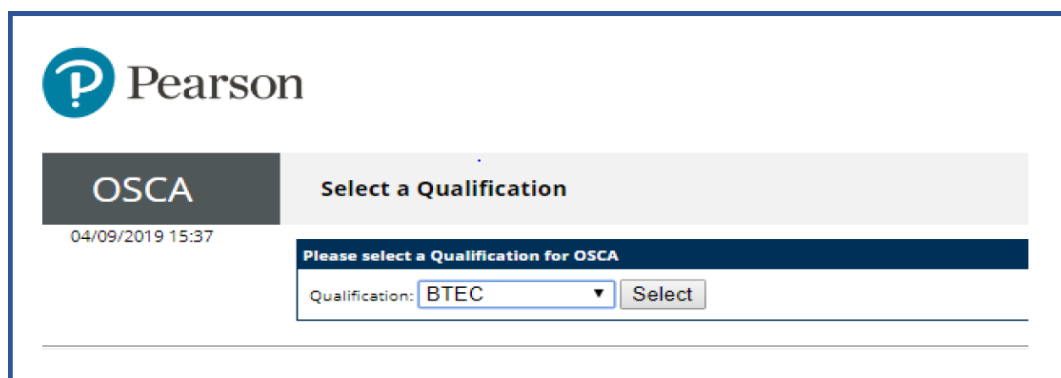 Pearson
OSCA
Select a Qualification
04/09/2019 15:37
Please select a Qualification for OSCA
Qualification: BTEC Select